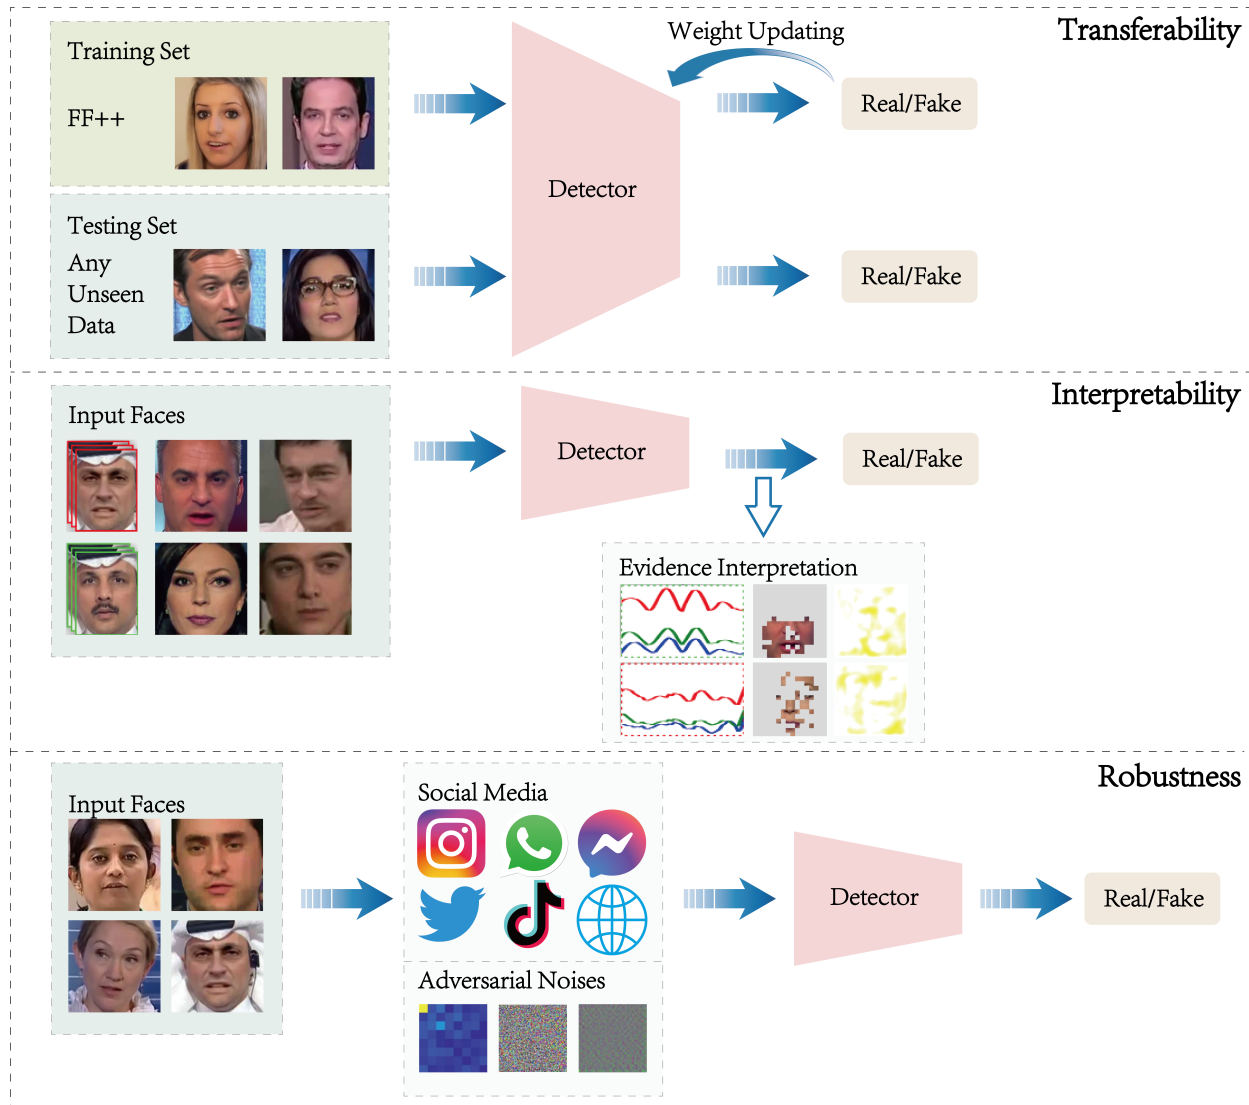 Transferability
Training Set
FF++
Weight Updating
Real/Fake
Detector
Testing Set
Any
Unseen
Data
Real/Fake
Interpretability
Input Faces
Detector
Real/Fake
Evidence Interpretation
Robustness
Input Faces
Social Media
Detector
Real/Fake
Adversarial Noises